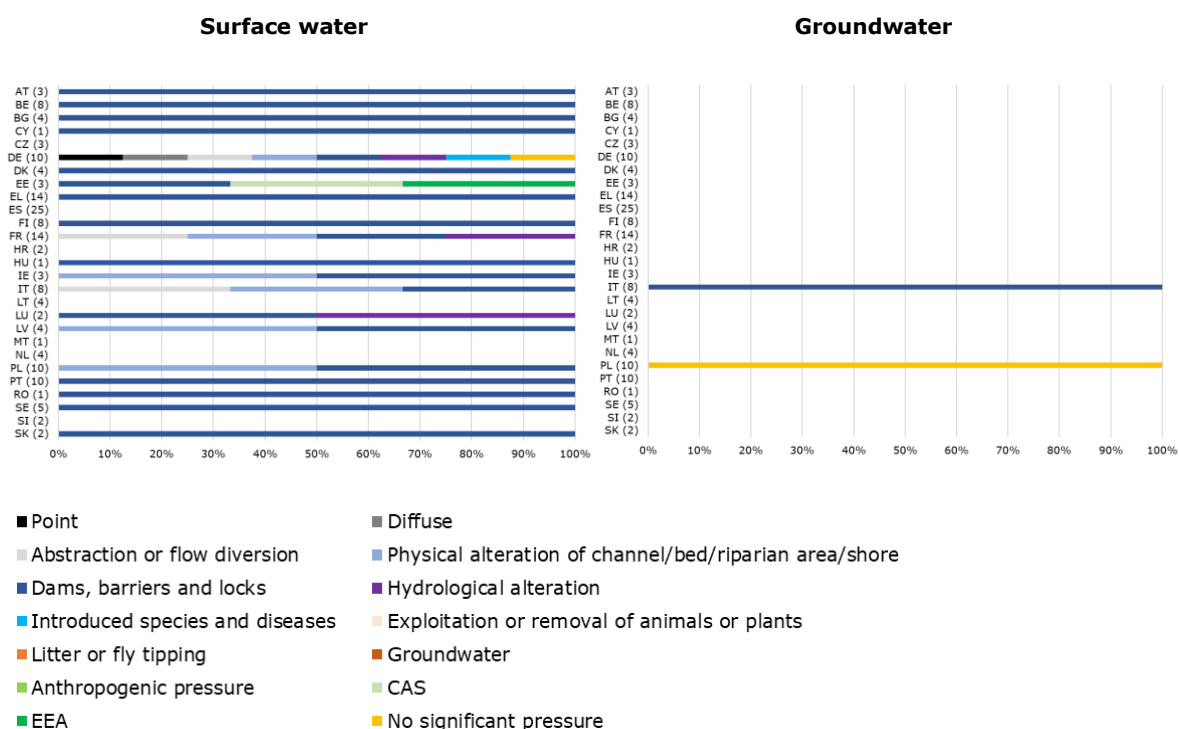 Surface water
Groundwater
AT (3)
BE (8)
BG (4)
CY (1)
CZ (3)
DE (10)
DK (4)
EE (3)
EL (14)
ES (25)
FI (8)
FR (14)
HR (2)
HU (1)
IE (3)
IT (8)
LT (4)
LU (2)
LV (4)
MT (1)
NL (4)
PL (10)
PT (10)
RO (1)
SE (5)
SI (2)
SK (2)
0% 10% 20% 30% 40% 50% 60% 70% 80% 90% 100%
AT (3)
BE (8)
BG (4)
CY (1)
CZ (3)
DE (10)
DK (4)
EE (3)
EL (14)
ES (25)
FI (8)
FR (14)
HR (2)
HU (1)
IE (3)
IT (8)
LT (4)
LU (2)
LV (4)
MT (1)
NL (4)
PL (10)
PT (10)
RO (1)
SE (5)
SI (2)
SK (2)
0% 10% 20% 30% 40% 50% 60% 70% 80% 90% 100%
Point
Diffuse
Abstraction or flow diversion
Physical alteration of channel/bed/riparian area/shore
Dams, barriers and locks
Hydrological alteration
Introduced species and diseases
Exploitation or removal of animals or plants
Litter or fly tipping
Groundwater
Anthropogenic pressure
CAS
EEA
No significant pressure